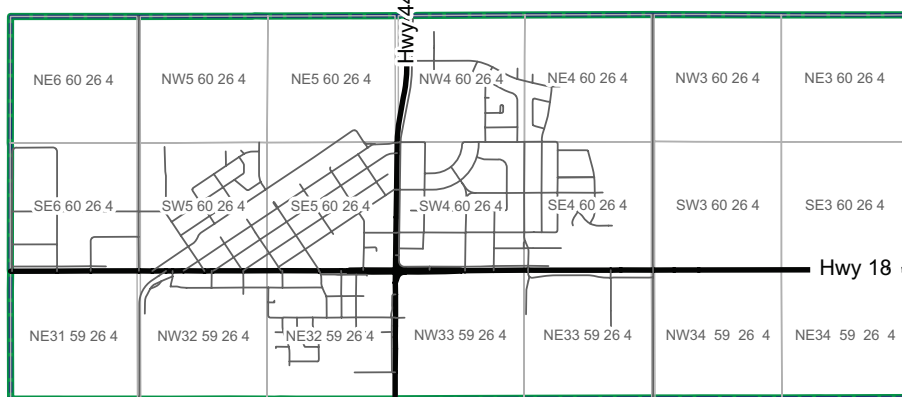 Hwy 44
NE6 60 26 4
NW5 60 26 4
NE5 60 26 4
NW4 60 26 4
NE4 60 26 4
NW3 60 26 4
NE3 60 26 4
SE6 60 26 4
SW5 60 26 4
SE5 60 26 4
SW4 60 26 4
SE4 60 26 4
SW3 60 26 4
SE3 60 26 4
Hwy 18
NE31 59 26 4
NW32 59 26 4
NE32 59 26 4
NW33 59 26 4
NE33 59 26 4
NW34 59 26 4
NE34 59 26 4